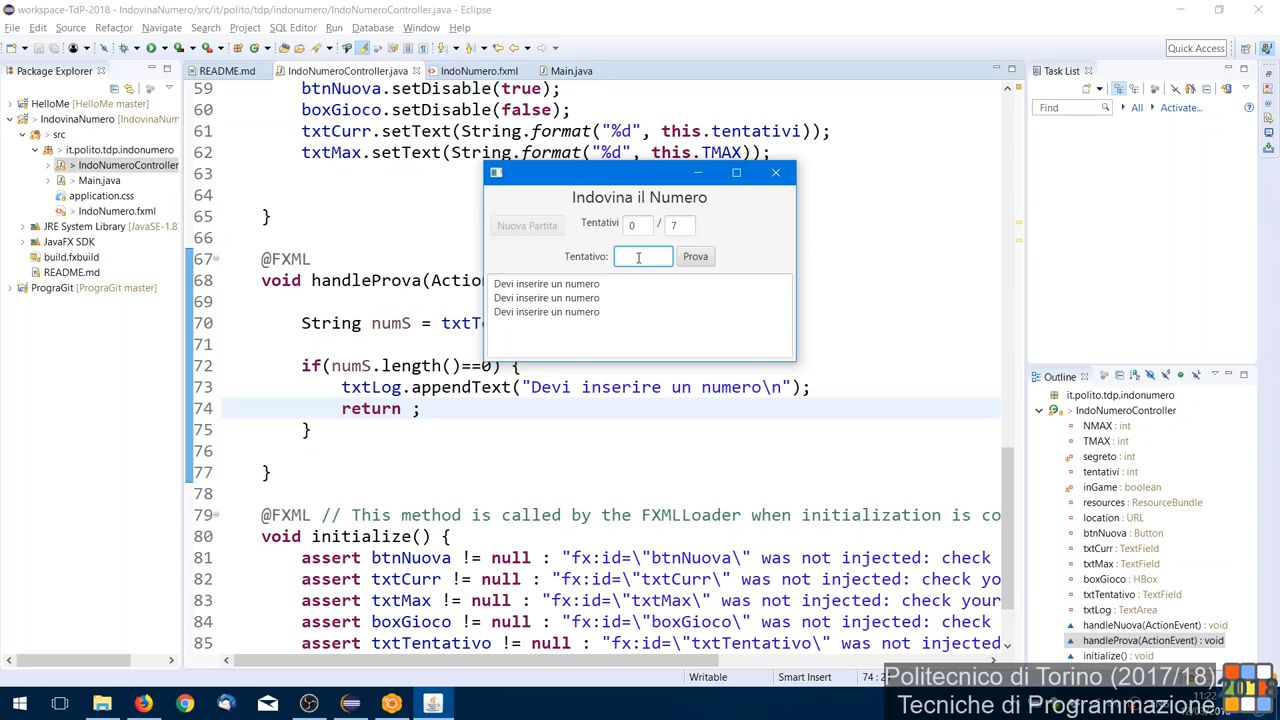 workspace-TdP-2018 - IndovinaNumero/src/it/polito/tdp/indonumero/IndoNumeroController.java - Eclipse
File Edit Source Refactor Navigate Search Project SQL Editor Run Database Window Help
Quick Access
Package Explorer
HelloMe [HelloMe master]
IndovinaNumero [IndovinaNum
src
> it.polito.tdp.indonumero
> IndoNumeroController
> Main.java
application.css
> IndoNumero.fxml
JRE System Library [JavaSE-1.8]
JavaFX SDK
build.fxbuild
README.md
PrograGit [PrograGit master]
README.md IndoNumeroController.java IndoNumero.fxml Main.java
59 btnNuova.setDisable(true);
60 boxGioco.setDisable(false);
61 txtCurr.setText(String.format("%d", this.tentativi));
62 txtMax.setText(String.format("%d", this.TMAX));
63
64
65 }
66
67 @FXML
68 void handleProva(Action
69
70 String numS = txtT
71
72 if(numS.length()==0) {
73 txtLog.appendText("Devi inserire un numero\n");
74 return ;
75 }
76
77 }
78
79 @FXML // This method is called by the FXMLLoader when initialization is co
80 void initialize() {
81 assert btnNuova != null : "fx:id=\"btnNuova\" was not injected: check
82 assert txtCurr != null : "fx:id=\"txtCurr\" was not injected: check yo
83 assert txtMax != null : "fx:id=\"txtMax\" was not injected: check your
84 assert boxGioco != null : "fx:id=\"boxGioco\" was not injected: check
85 assert txtTentativo != null : "fx:id=\"txtTentativo\" was not injected
Indovina il Numero
Nuova Partita Tentativi 0 / 7
Tentativo: Prova
Devi inserire un numero
Devi inserire un numero
Devi inserire un numero
Task List
Find All Activate...
Outline
it.polito.tdp.indonumero
IndoNumeroController
NMAX : int
TMAX : int
segreto : int
tentativi : int
inGame : boolean
resources : ResourceBundle
location : URL
btnNuova : Button
txtCurr : TextField
txtMax : TextField
boxGioco : HBox
txtTentativo : TextField
txtLog : TextArea
handleNuova(ActionEvent) : void
handleProva(ActionEvent) : void
initialize() : void
Writable Smart Insert 74 : 2
Politecnico di Torino (2017/18)
Tecniche di Programmazione
2018
11:22